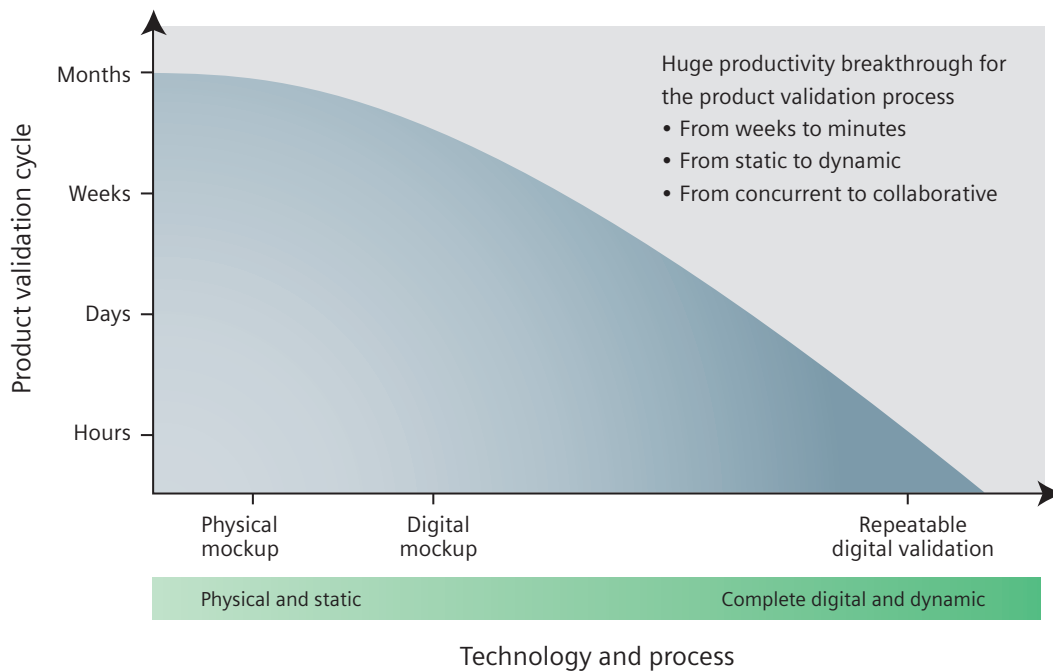 Huge productivity breakthrough for
the product validation process
• From weeks to minutes
• From static to dynamic
• From concurrent to collaborative
Product validation cycle
Months
Weeks
Days
Hours
Physical
mockup
Digital
mockup
Repeatable
digital validation
Physical and static
Complete digital and dynamic
Technology and process